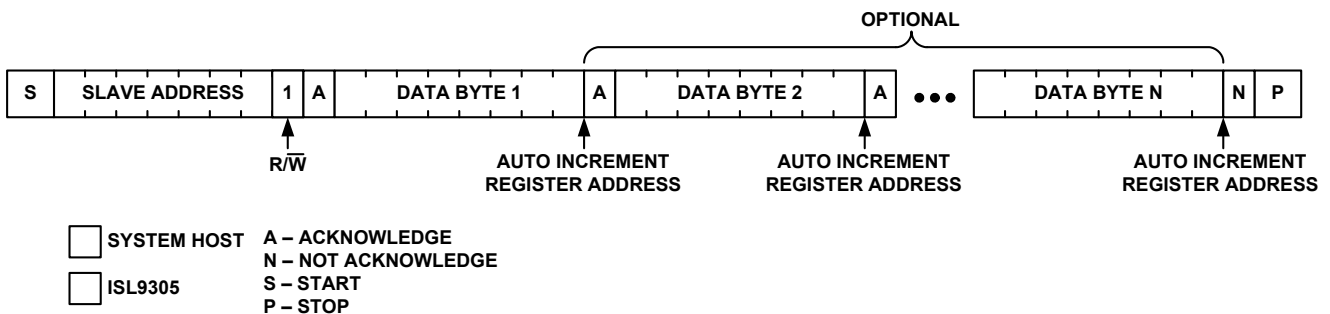 OPTIONAL
S SLAVE ADDRESS 1 A DATA BYTE 1 A DATA BYTE 2 A ●●● DATA BYTE N N P
R/W̅
AUTO INCREMENT
REGISTER ADDRESS
AUTO INCREMENT
REGISTER ADDRESS
AUTO INCREMENT
REGISTER ADDRESS
SYSTEM HOST
ISL9305
A – ACKNOWLEDGE
N – NOT ACKNOWLEDGE
S – START
P – STOP